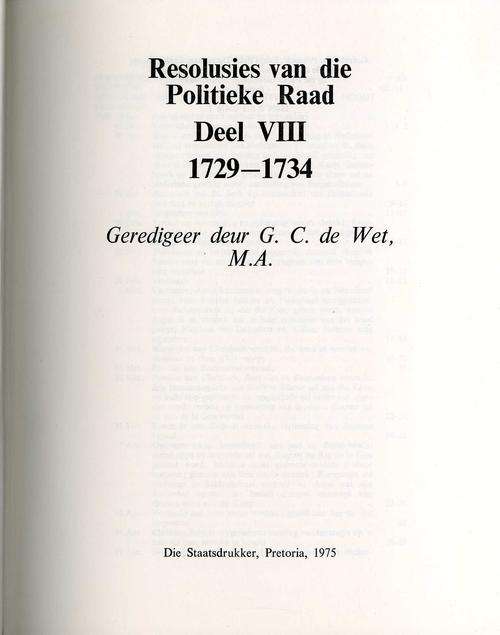 Resolusies van die
Politieke Raad
Deel VIII
1729–1734
Geredigeer deur G. C. de Wet,
M.A.
Die Staatsdrukker, Pretoria, 1975